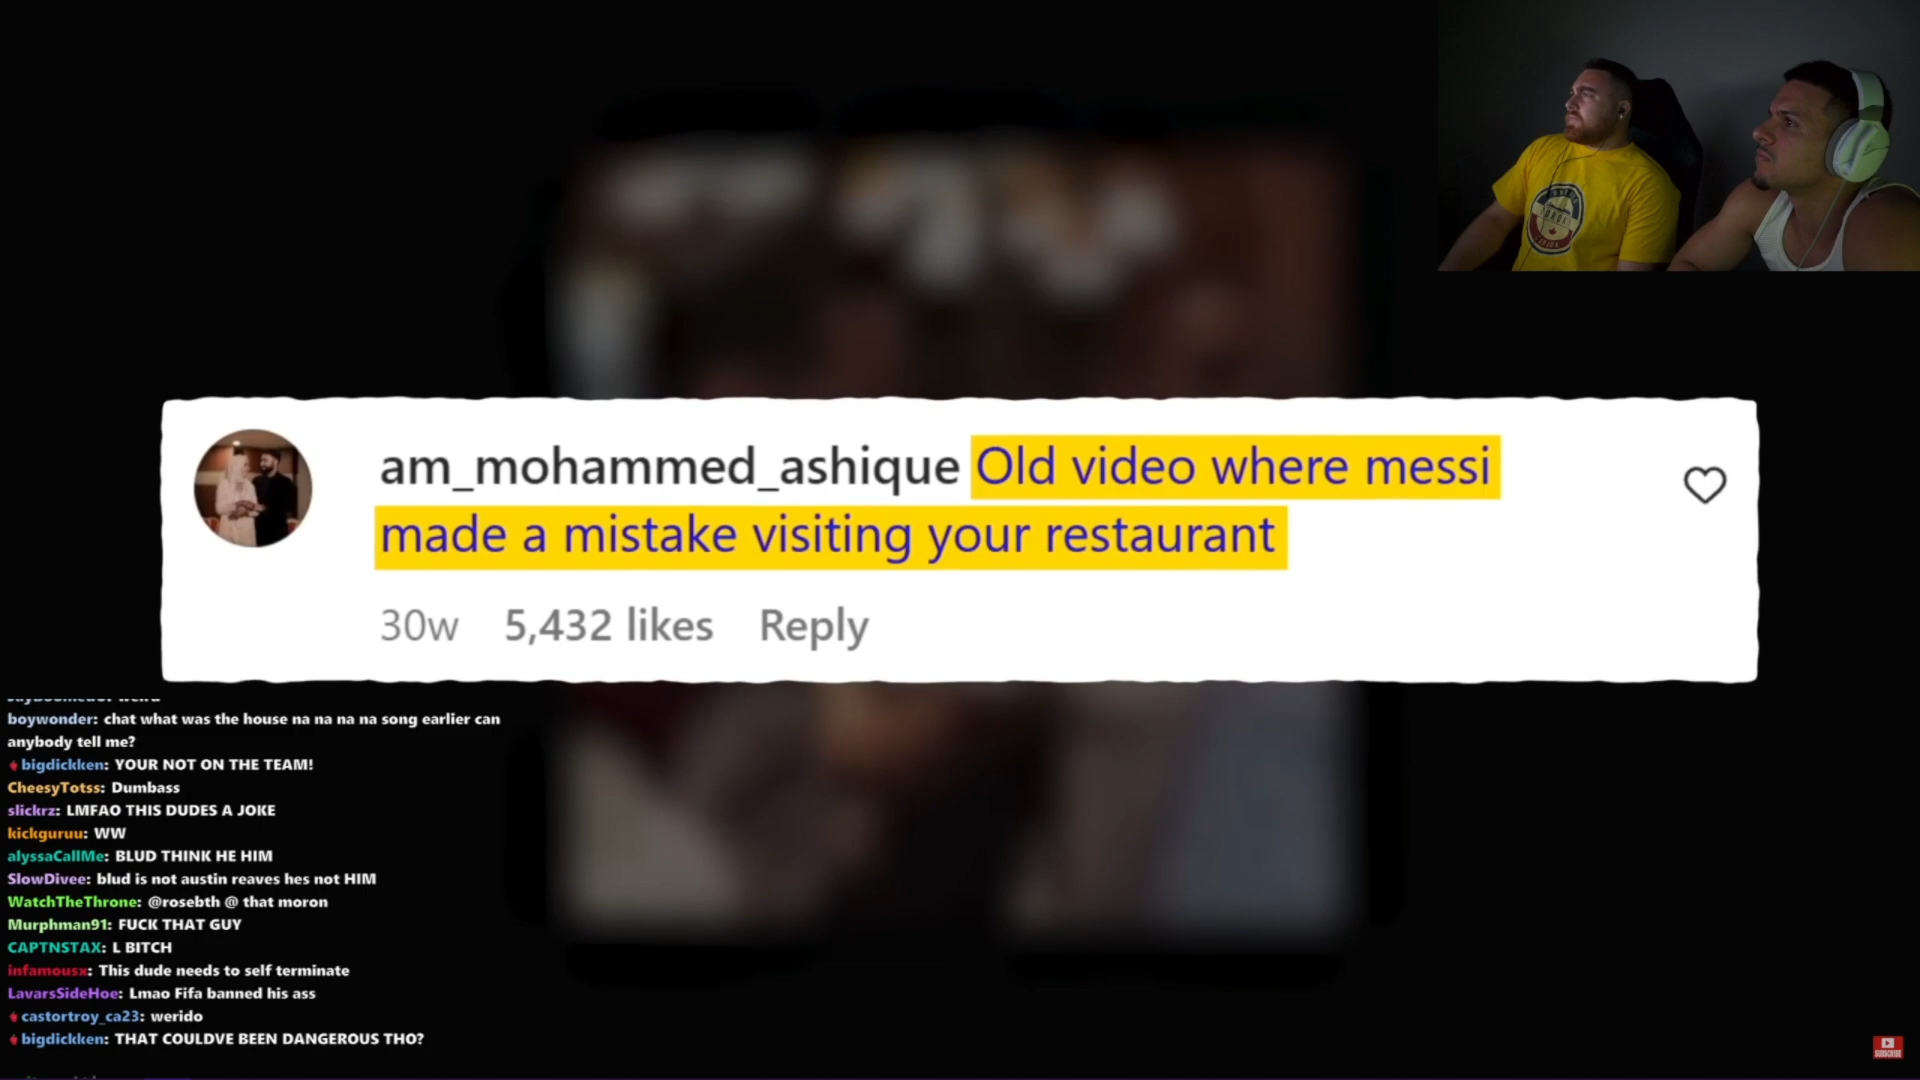 am_mohammed_ashique Old video where messi
made a mistake visiting your restaurant
30w 5,432 likes Reply
boywonder: chat what was the house na na na na song earlier can
anybody tell me?
bigdickken: YOUR NOT ON THE TEAM!
CheesyTotss: Dumbass
slickrz: LMFAO THIS DUDES A JOKE
kickguruu: WW
alyssaCallMe: BLUD THINK HE HIM
SlowDivee: blud is not austin reaves hes not HIM
WatchTheThrone: @rosebth @ that moron
Murphman91: FUCK THAT GUY
CAPTNSTAX: L BITCH
infamousx: This dude needs to self terminate
LavarsSideHoe: Lmao Fifa banned his ass
castortroy_ca23: werido
bigdickken: THAT COULDVE BEEN DANGEROUS THO?
SUBSCRIBE